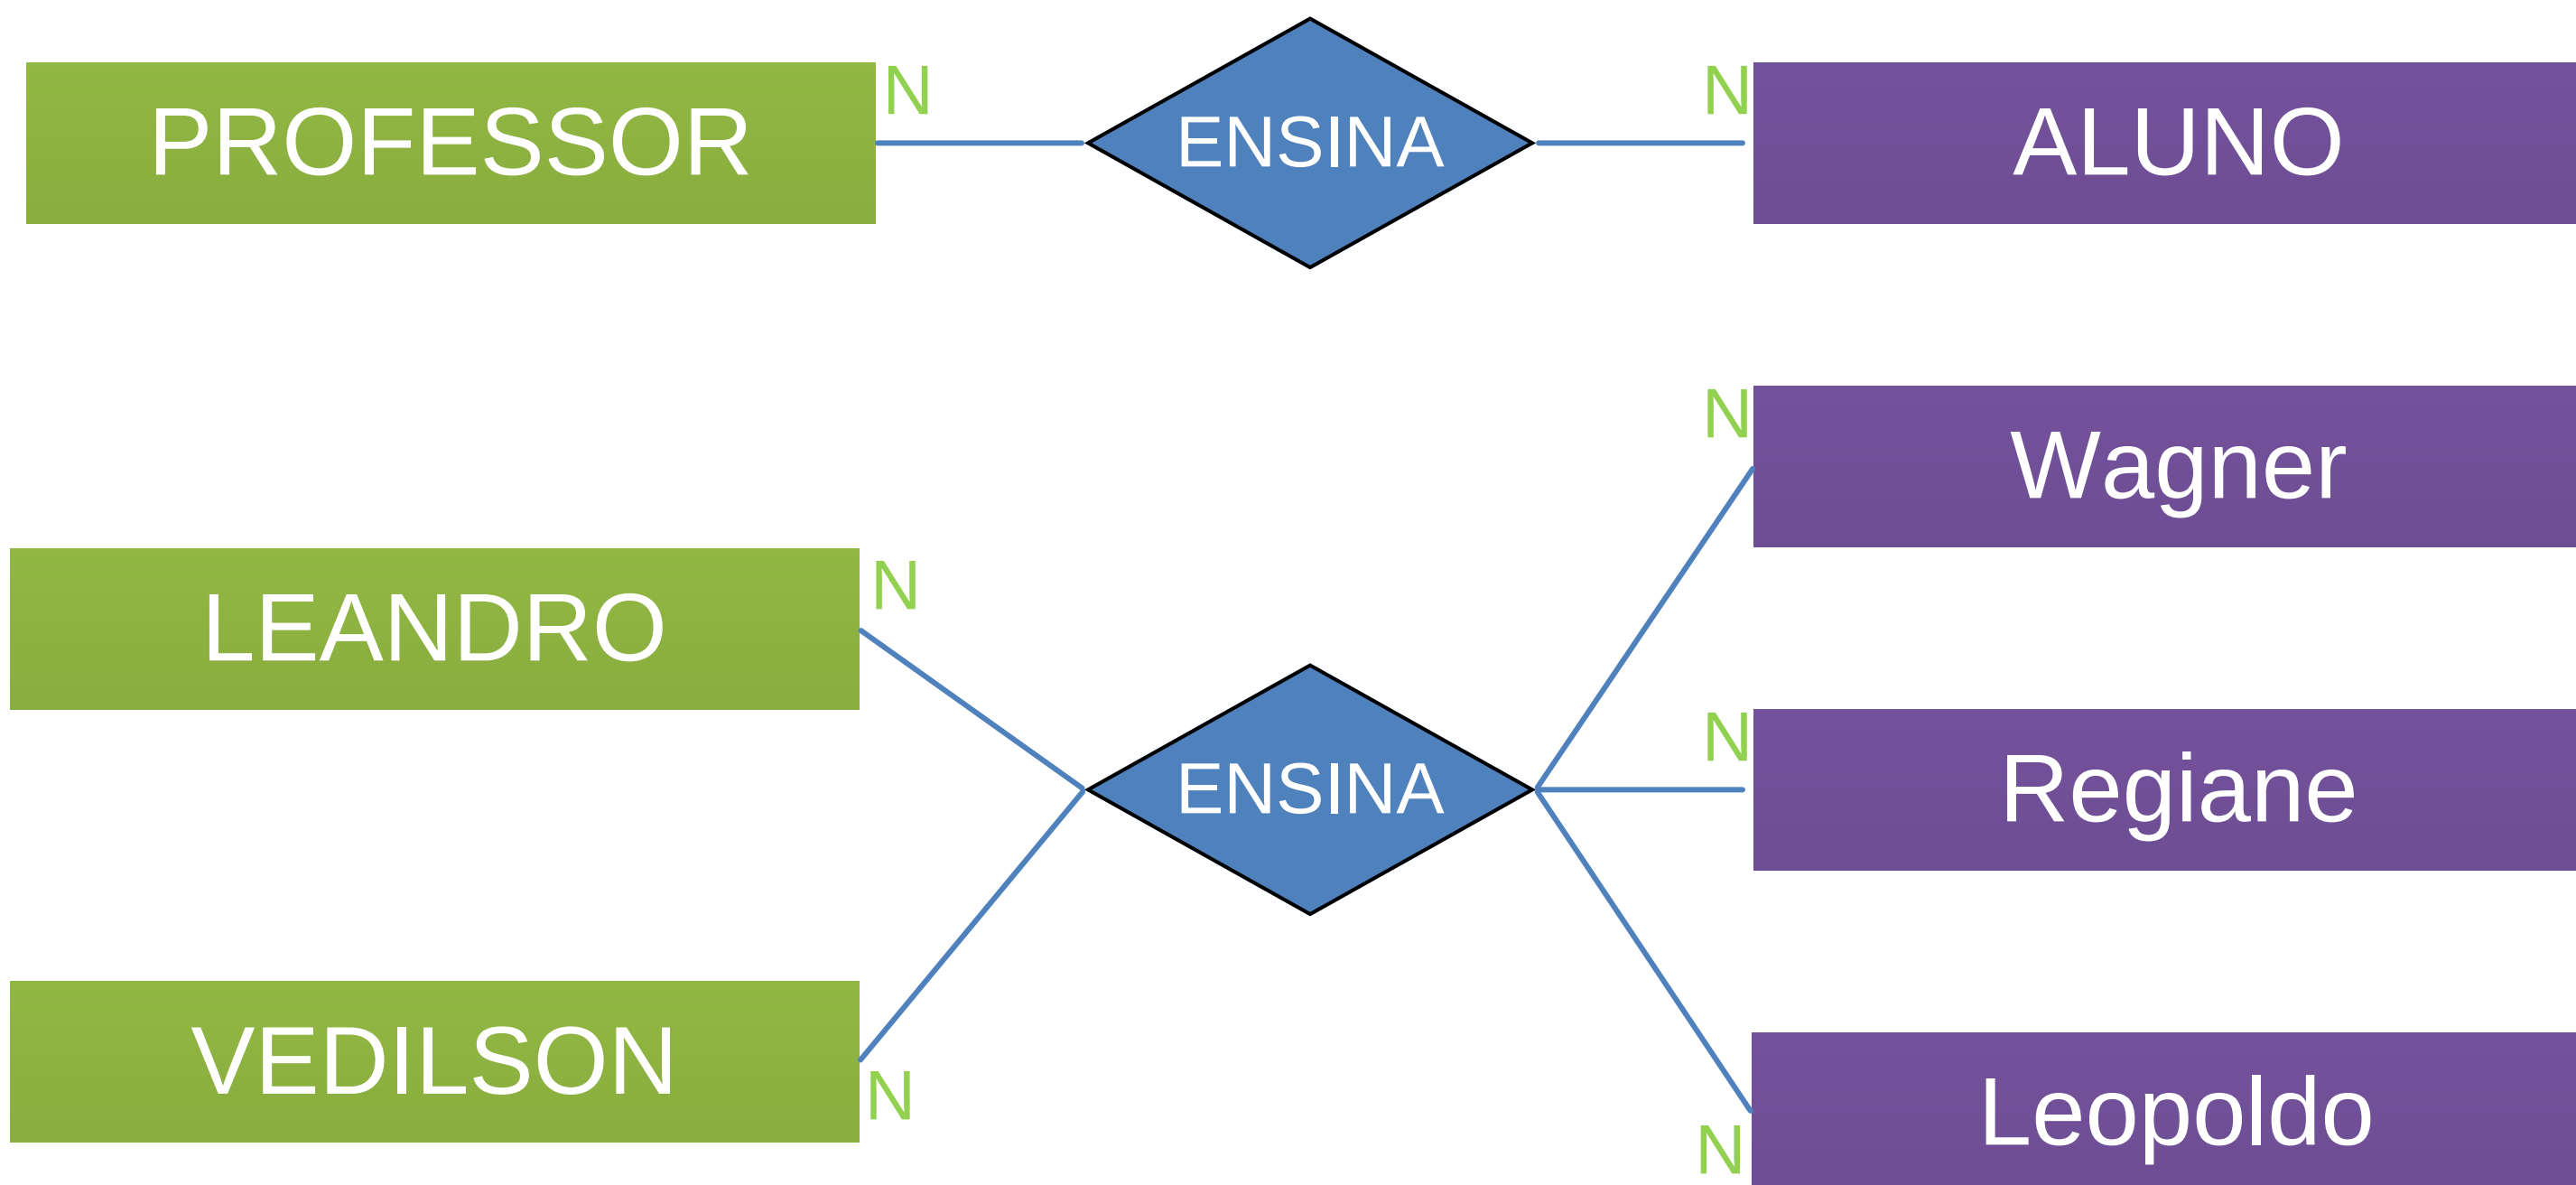 PROFESSOR N ENSINA N ALUNO
N Wagner
LEANDRO N
ENSINA N Regiane
VEDILSON N
N Leopoldo